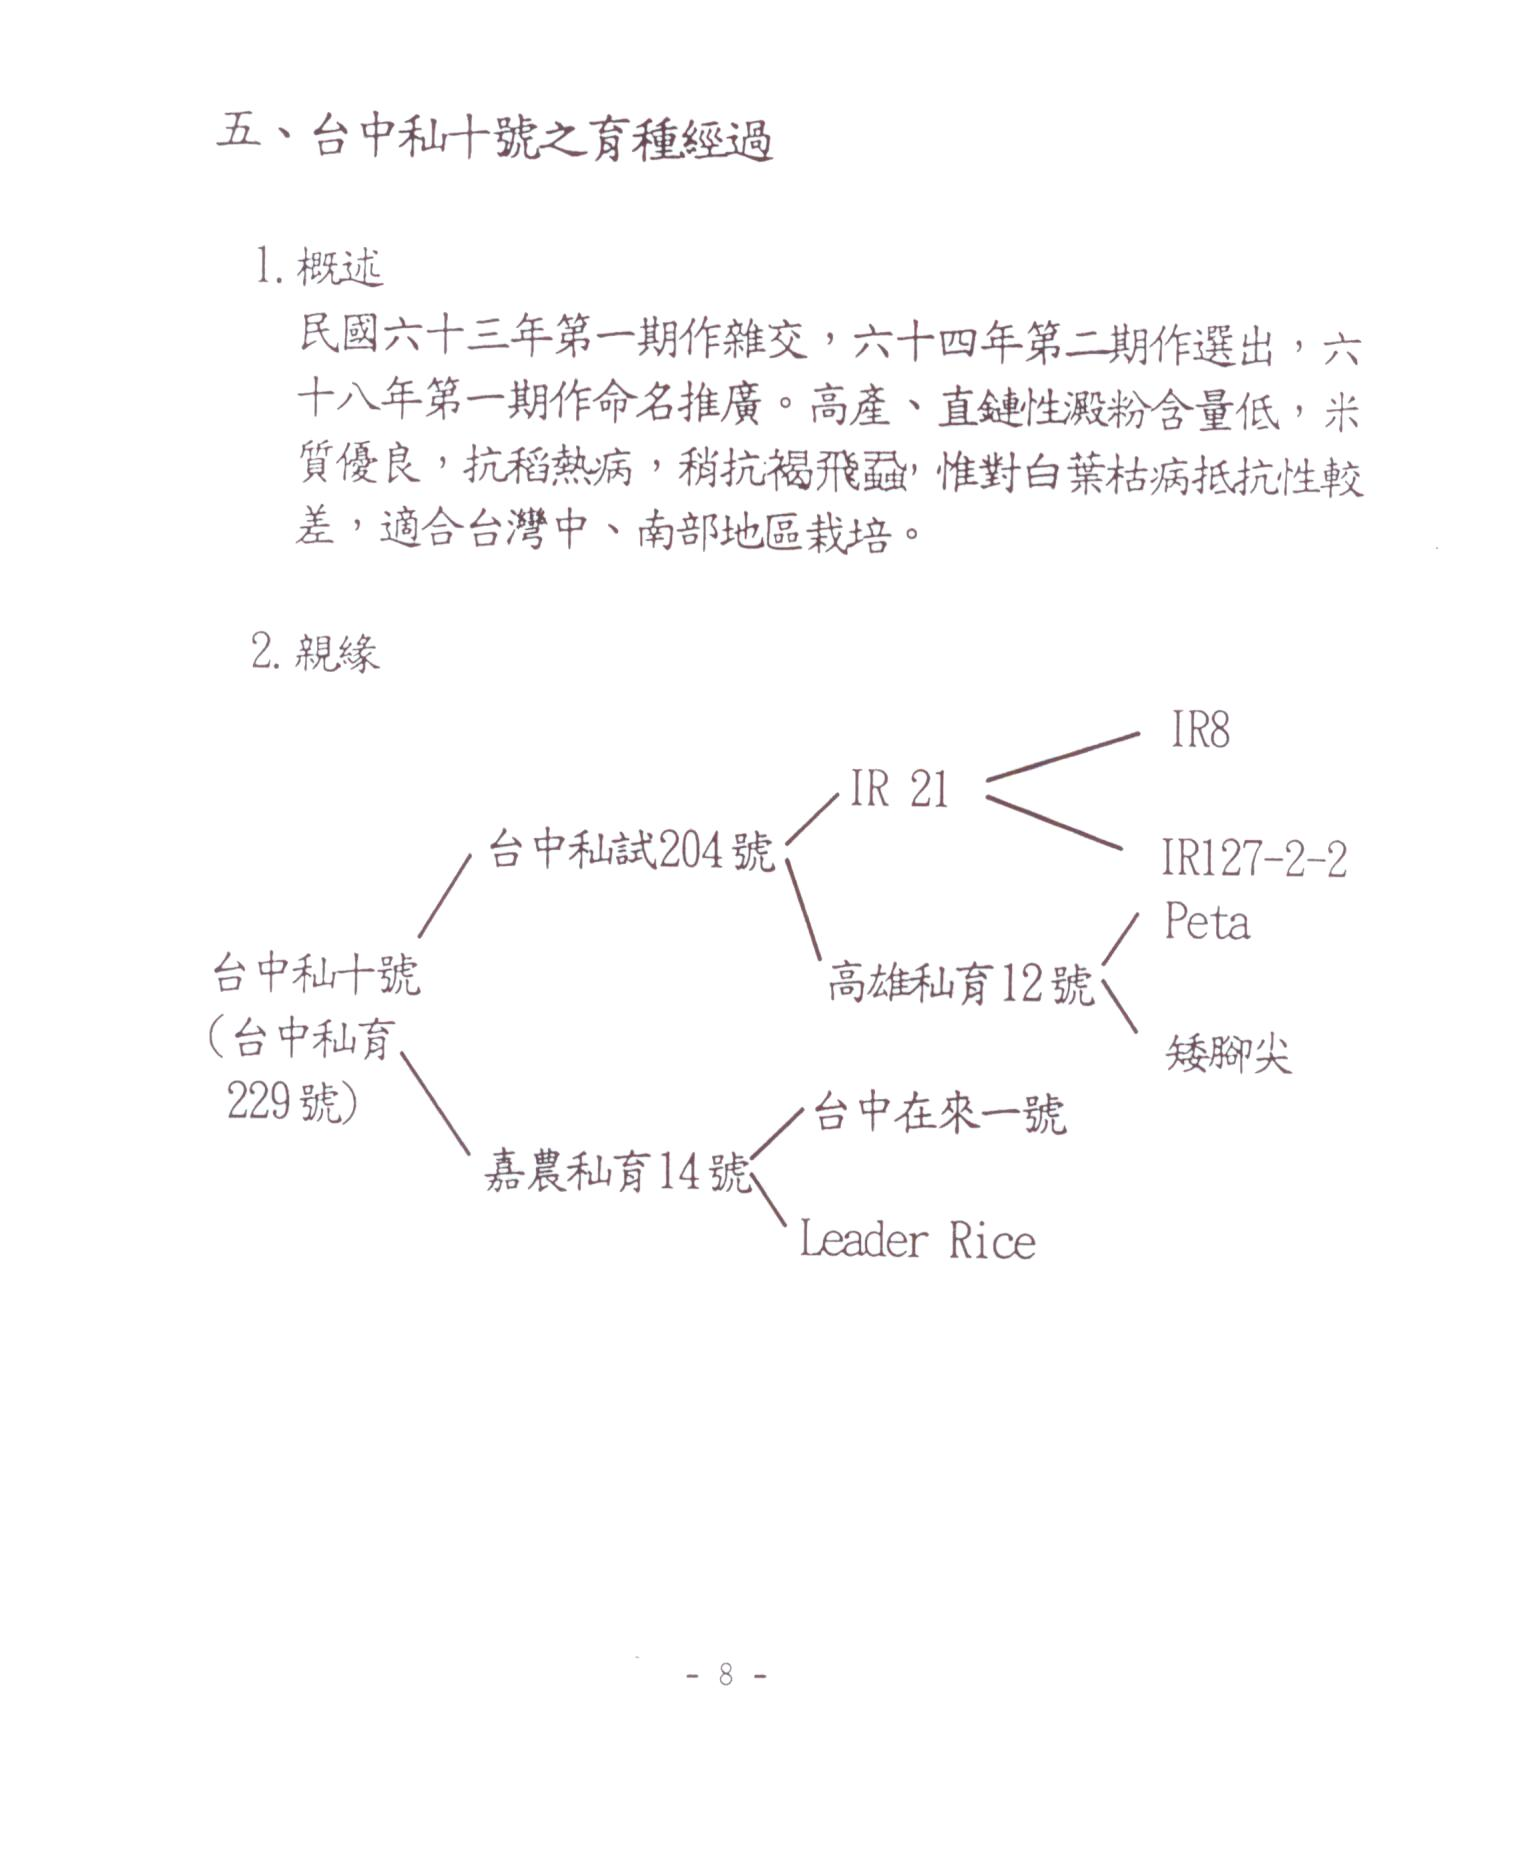 五、台中秈十號之育種經過
1. 概述
民國六十三年第一期作雜交，六十四年第二期作選出，六
十八年第一期作命名推廣。高產、直鏈性澱粉含量低，米
質優良，抗稻熱病，稍抗褐飛蝨，惟對白葉枯病抵抗性較
差，適合台灣中、南部地區栽培。
2. 親緣
IR8
IR 21
台中秈試204號
IR127-2-2
Peta
台中秈十號
高雄秈育12號
(台中秈育
229號)
矮腳尖
台中在來一號
嘉農秈育14號
Leader Rice
- 8 -